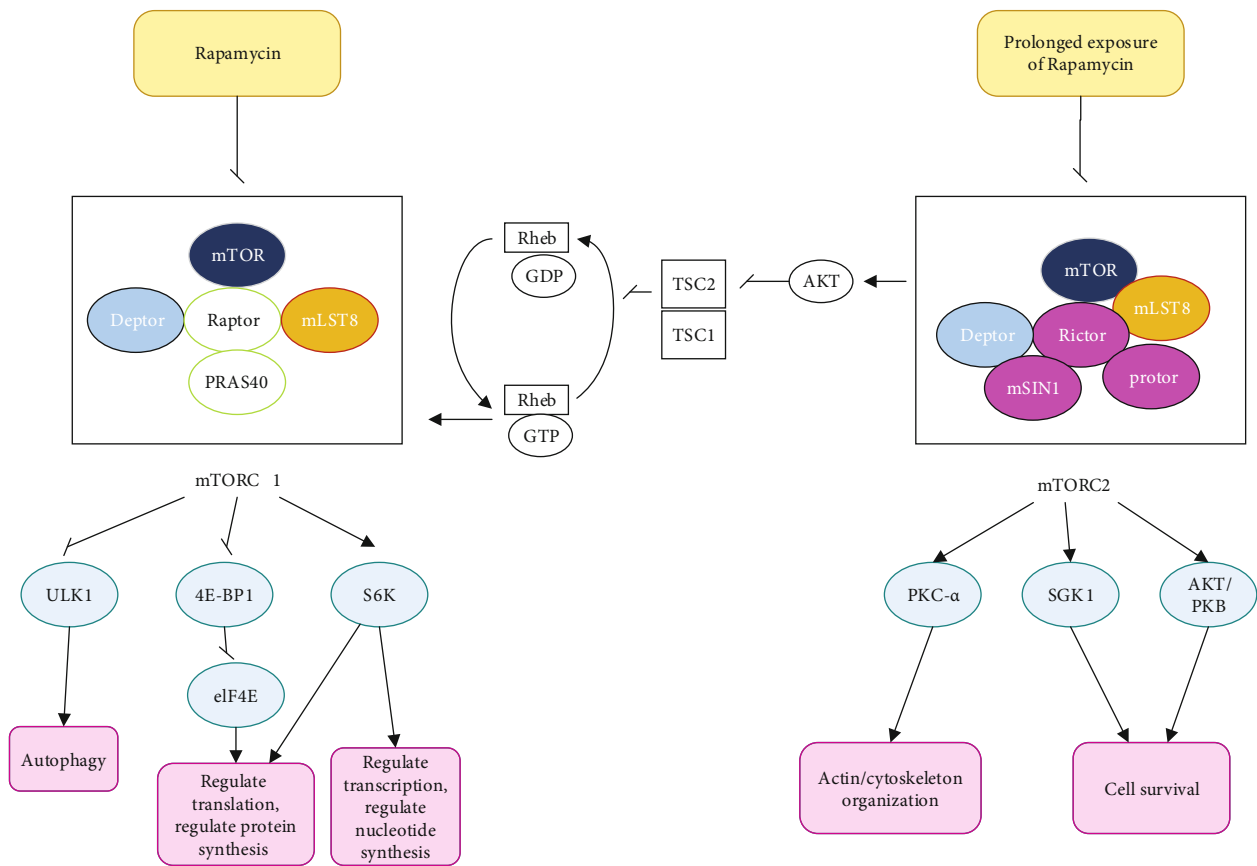 Rapamycin
Prolonged exposure
of Rapamycin
mTOR
Deptor
Raptor
mLST8
PRAS40
Rheb
GDP
Rheb
GTP
TSC2
TSC1
AKT
mTOR
mLST8
Deptor
Rictor
mSIN1
protor
mTORC 1
mTORC2
ULK1
4E-BP1
S6K
PKC-α
SGK1
AKT/
PKB
elF4E
Autophagy
Regulate
translation,
regulate protein
synthesis
Regulate
transcription,
regulate
nucleotide
synthesis
Actin/cytoskeleton
organization
Cell survival